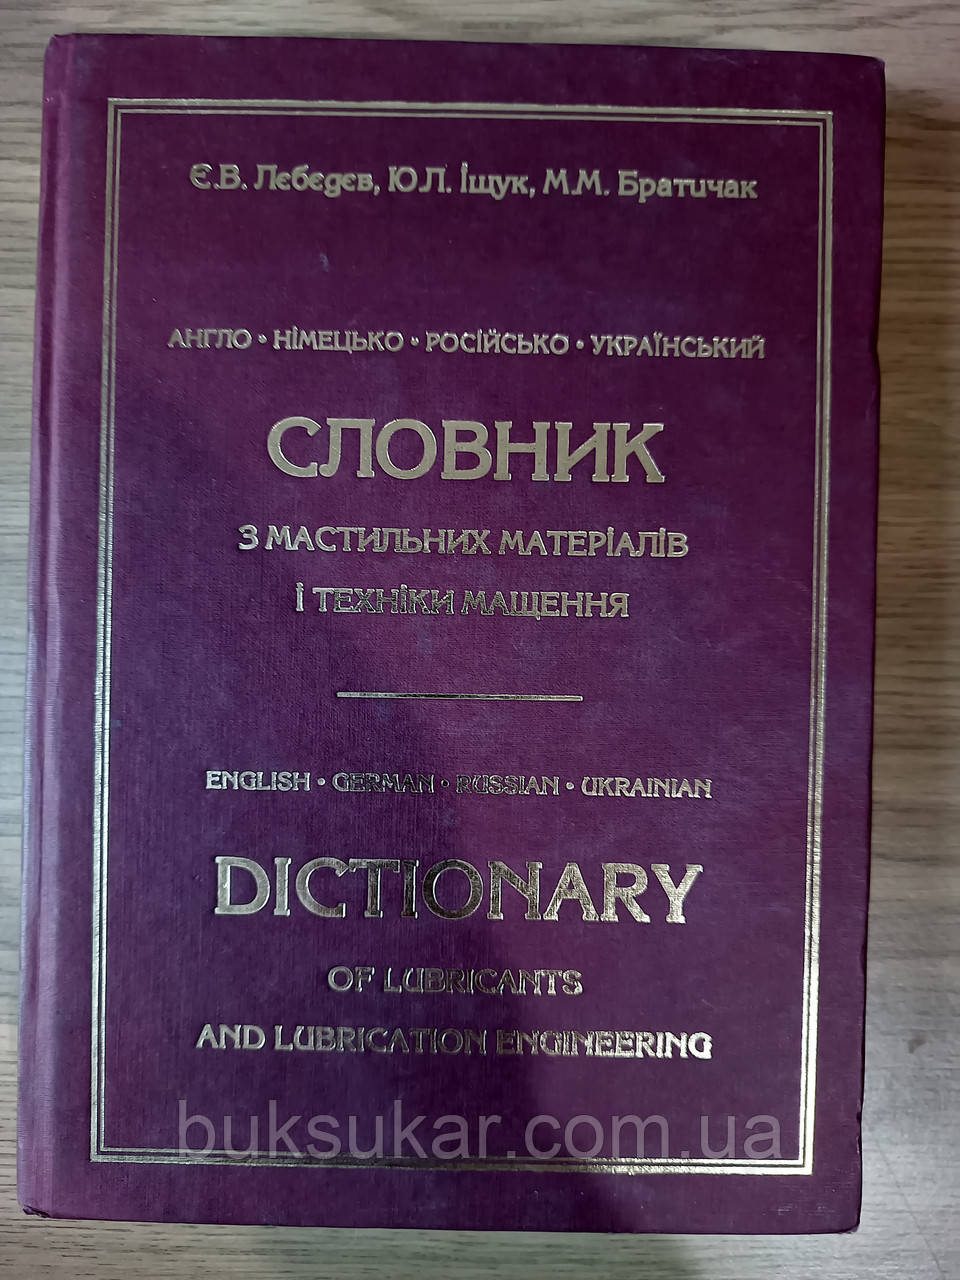 Є.В. Лєбєдєв, Ю.Л. Іщук, М.М. Братичак
АНГЛО • НІМЕЦЬКО • РОСІЙСЬКО • УКРАЇНСЬКИЙ
СЛОВНИК
З МАСТИЛЬНИХ МАТЕРІАЛІВ
І ТЕХНІКИ МАЩЕННЯ
ENGLISH • GERMAN • RUSSIAN • UKRAINIAN
DICTIONARY
OF LUBRICANTS
AND LUBRICATION ENGINEERING
buksukar.com.ua